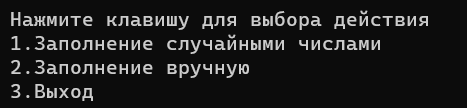 Нажмите клавишу для выбора действия
1.Заполнение случайными числами
2.Заполнение вручную
3.Выход